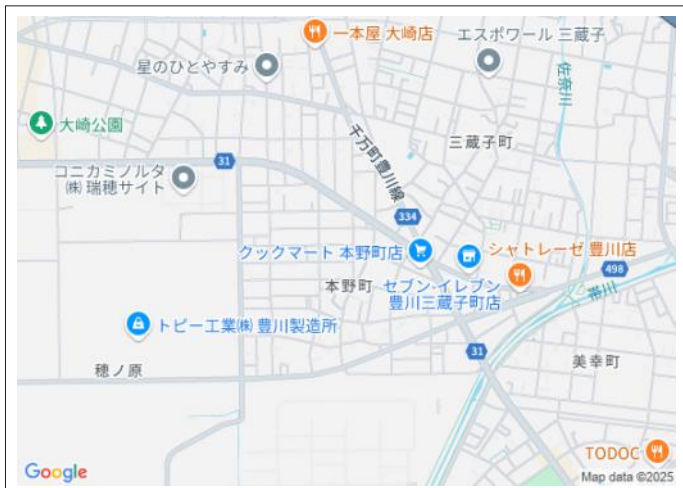 一本屋 大崎店
エスポワール 三蔵子
星のひとやすみ
佐奈川
大崎公園
千万町豊川線
三蔵子町
31
コニカミノルタ
㈱ 瑞穂サイト
334
クックマート 本野町店
シャトレーゼ 豊川店
498
本野町
セブン-イレブン
豊川三蔵子町店
帯川
トピー工業㈱ 豊川製造所
31
穂ノ原
美幸町
TODOC
Google
Map data ©2025